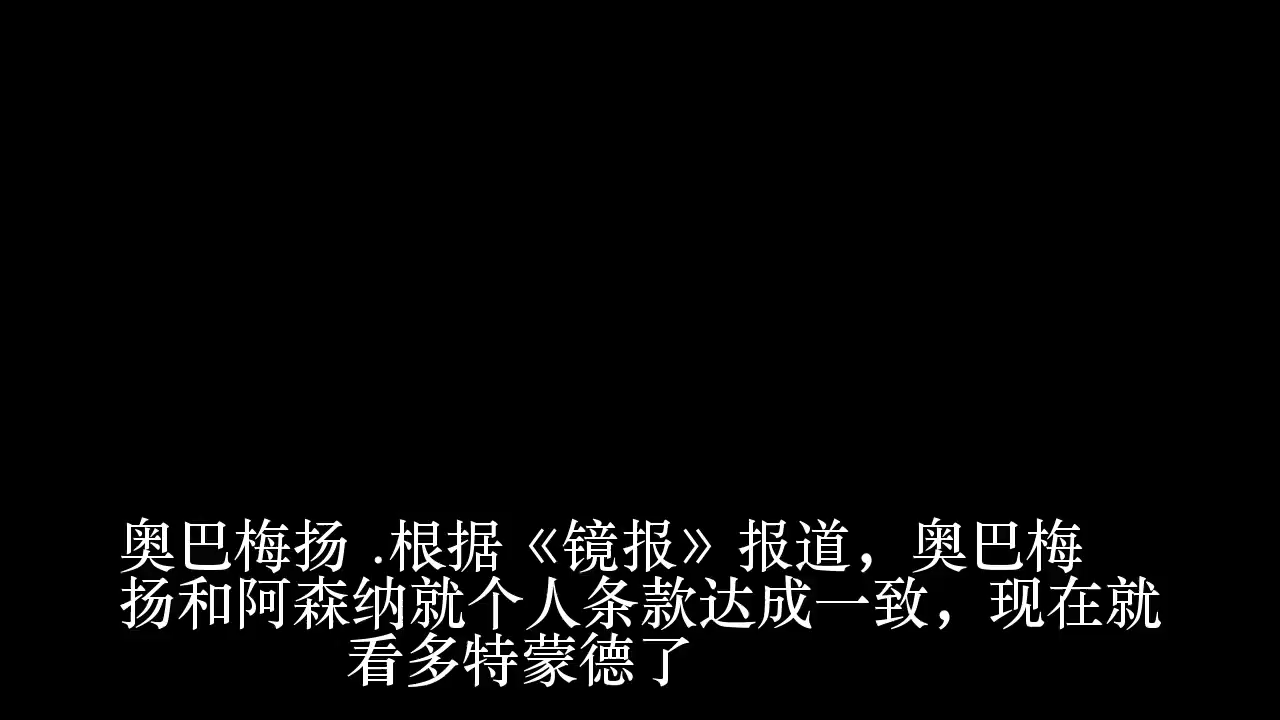 奥巴梅扬 .根据《镜报》报道，奥巴梅
扬和阿森纳就个人条款达成一致，现在就
看多特蒙德了